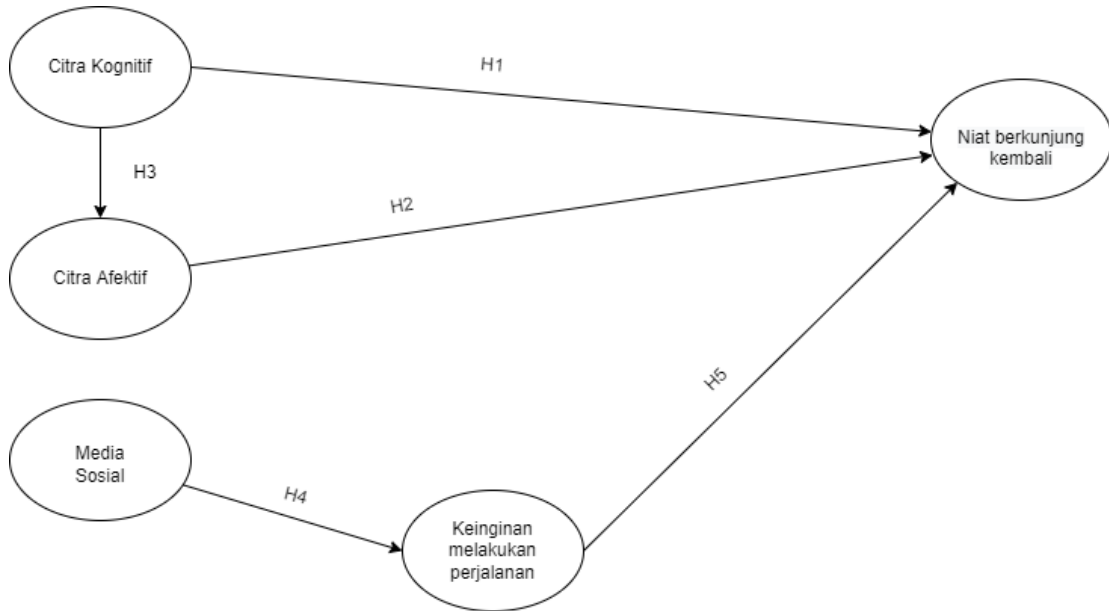 Citra Kognitif
H1
Niat berkunjung
kembali
H3
H2
Citra Afektif
H5
Media
Sosial
H4
Keinginan
melakukan
perjalanan